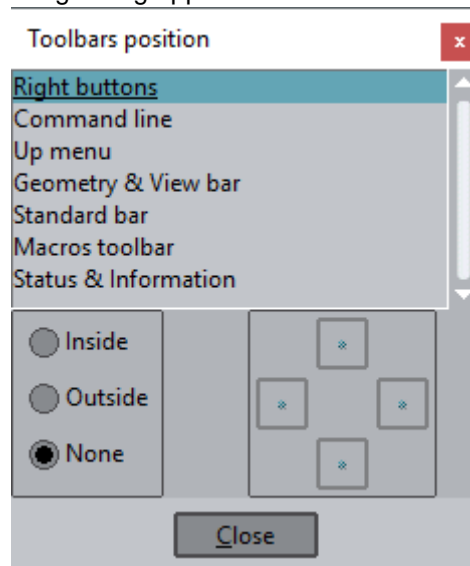 Toolbars position
x
Right buttons
Command line
Up menu
Geometry & View bar
Standard bar
Macros toolbar
Status & Information
Inside
Outside
None
Close